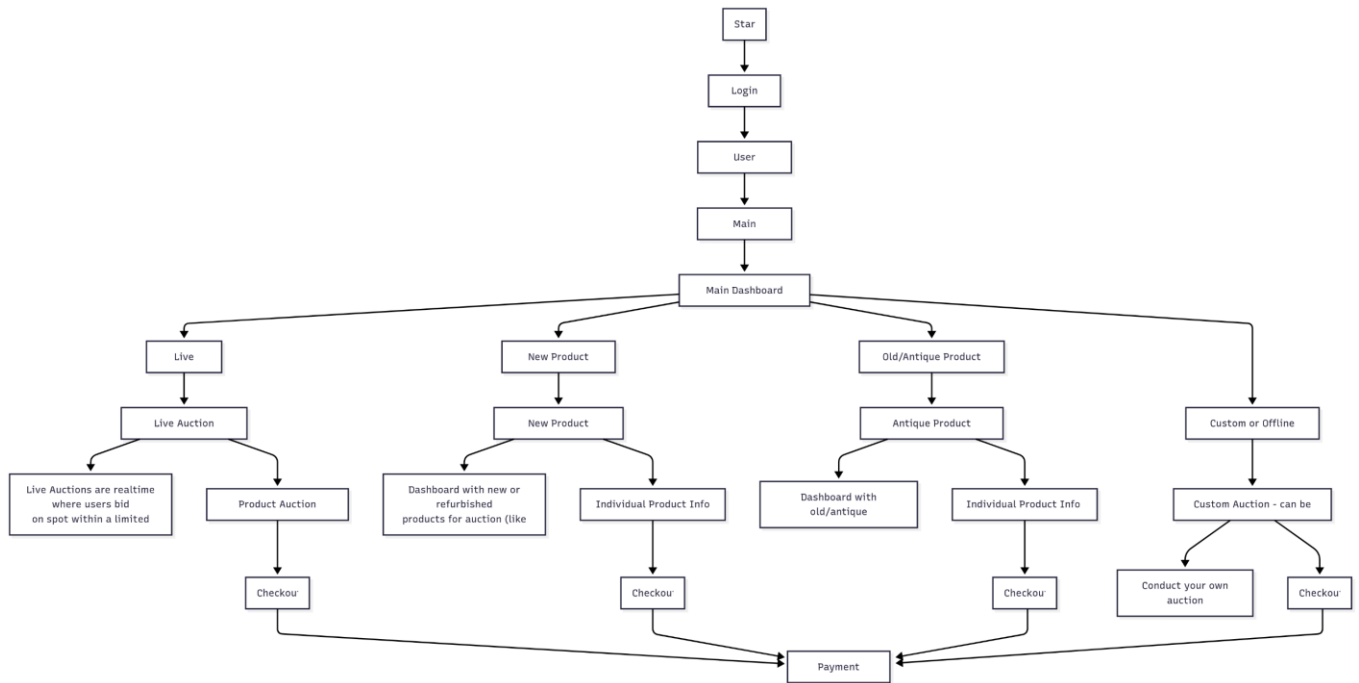 Star
Login
User
Main
Main Dashboard
Live
New Product
Old/Antique Product
Live Auction
New Product
Antique Product
Custom or Offline
Live Auctions are realtime
where users bid
on spot within a limited
Product Auction
Dashboard with new or
refurbished
products for auction (like
Individual Product Info
Dashboard with
old/antique
Individual Product Info
Custom Auction - can be
Checkou
Checkou
Checkou
Conduct your own
auction
Checkou
Payment